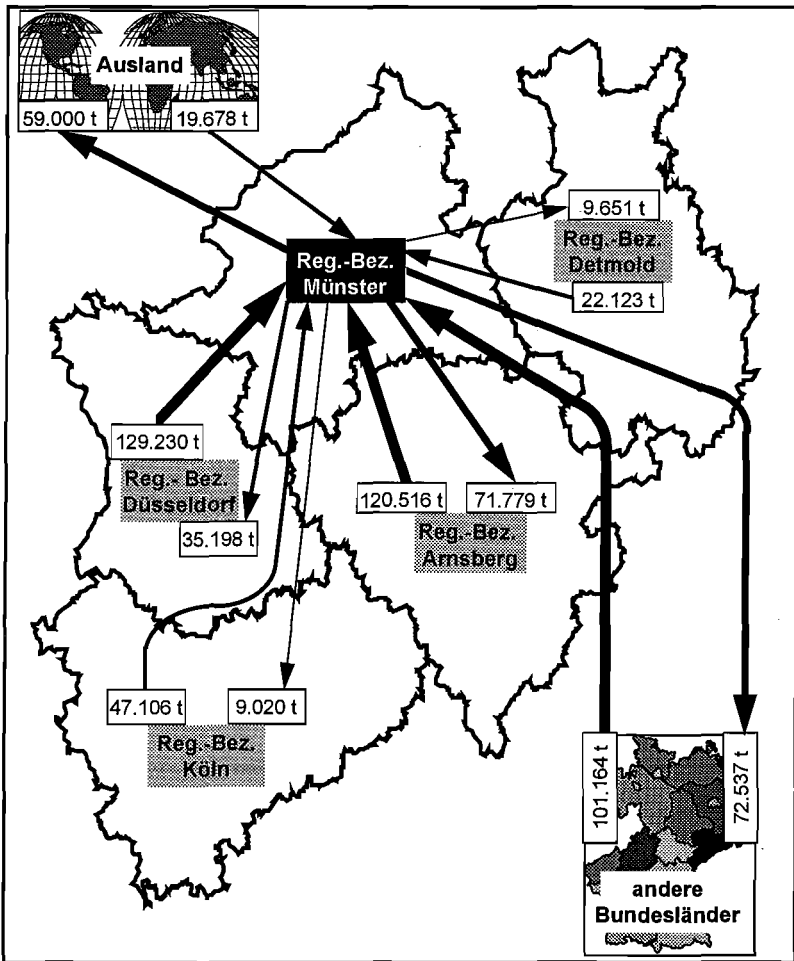 Ausland
59.000 t
19.678 t
9.651 t
Reg.-Bez.
Detmold
22.123 t
Reg.-Bez.
Münster
129.230 t
Reg.- Bez.
Düsseldorf
35.198 t
120.516 t
71.779 t
Reg.-Bez.
Arnsberg
47.106 t
9.020 t
Reg.-Bez.
Köln
101.164 t
72.537 t
andere
Bundesländer